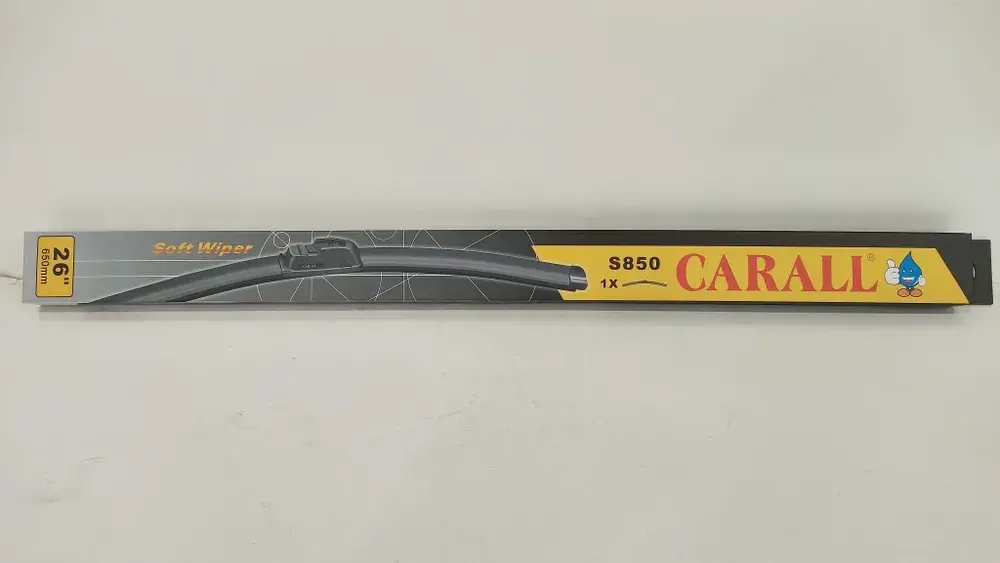 26"
650mm
Soft Wiper
S850
1X
CARALL®